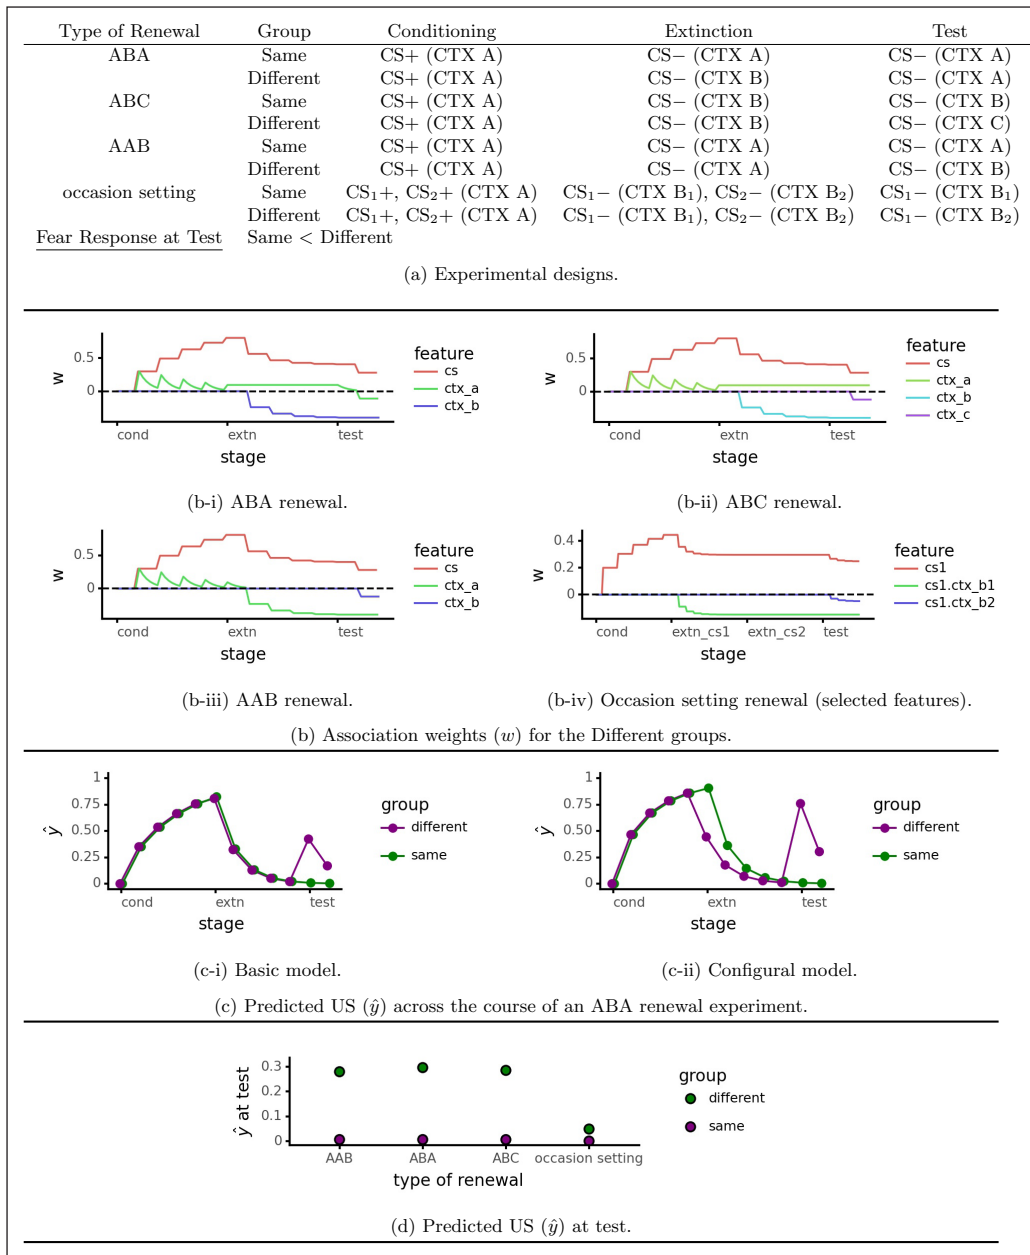 Type of Renewal Group Conditioning Extinction Test
ABA Same CS+ (CTX A) CS− (CTX A) CS− (CTX A)
Different CS+ (CTX A) CS− (CTX B) CS− (CTX A)
ABC Same CS+ (CTX A) CS− (CTX B) CS− (CTX B)
Different CS+ (CTX A) CS− (CTX B) CS− (CTX C)
AAB Same CS+ (CTX A) CS− (CTX A) CS− (CTX A)
Different CS+ (CTX A) CS− (CTX A) CS− (CTX B)
occasion setting Same CS₁+, CS₂+ (CTX A) CS₁− (CTX B₁), CS₂− (CTX B₂) CS₁− (CTX B₁)
Different CS₁+, CS₂+ (CTX A) CS₁− (CTX B₁), CS₂− (CTX B₂) CS₁− (CTX B₂)
Fear Response at Test Same < Different
(a) Experimental designs.
0.5
0
w
cond extn test
stage
feature
cs
ctx_a
ctx_b
(b-i) ABA renewal.
0.5
0
w
cond extn test
stage
feature
cs
ctx_a
ctx_b
ctx_c
(b-ii) ABC renewal.
0.5
0
w
cond extn test
stage
feature
cs
ctx_a
ctx_b
(b-iii) AAB renewal.
0.4
0.2
0
w
cond extn_cs1 extn_cs2 test
stage
feature
cs1
cs1.ctx_b1
cs1.ctx_b2
(b-iv) Occasion setting renewal (selected features).
(b) Association weights (w) for the Different groups.
1
0.75
0.50
0.25
0
ŷ
cond extn test
stage
group
different
same
(c-i) Basic model.
1
0.75
0.50
0.25
0
ŷ
cond extn test
stage
group
different
same
(c-ii) Configural model.
(c) Predicted US (ŷ) across the course of an ABA renewal experiment.
0.3
0.2
0.1
0
ŷ at test
AAB ABA ABC occasion setting
type of renewal
group
different
same
(d) Predicted US (ŷ) at test.